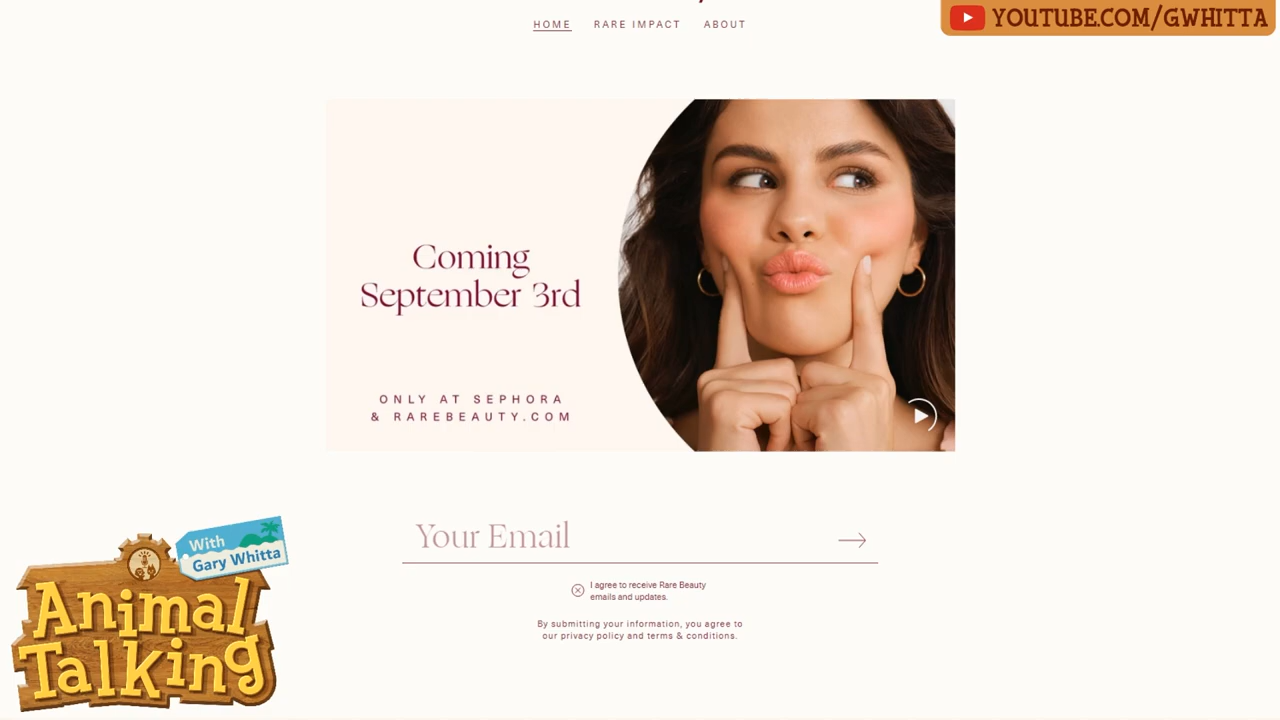 HOME RARE IMPACT ABOUT
YOUTUBE.COM/GWHITTA
Coming
September 3rd
ONLY AT SEPHORA
& RAREBEAUTY.COM
Your Email
I agree to receive Rare Beauty
emails and updates.
By submitting your information, you agree to
our privacy policy and terms & conditions.
With
Gary Whitta
Animal
Talking